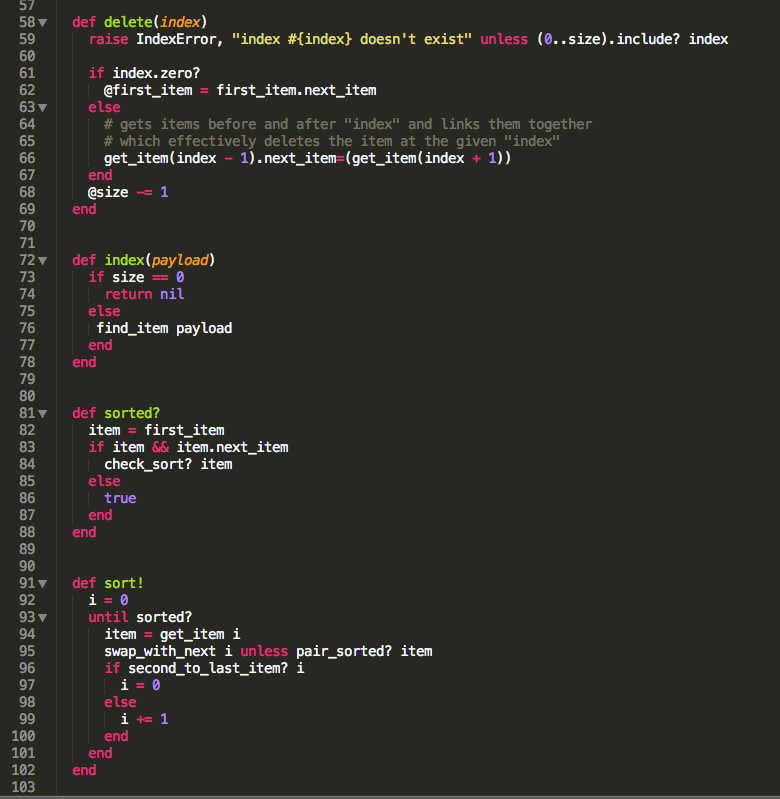 57
58 def delete(index)
59 raise IndexError, "index #{index} doesn't exist" unless (0..size).include? index
60
61 if index.zero?
62 @first_item = first_item.next_item
63 else
64 # gets items before and after "index" and links them together
65 # which effectively deletes the item at the given "index"
66 get_item(index - 1).next_item=(get_item(index + 1))
67 end
68 @size -= 1
69 end
70
71
72 def index(payload)
73 if size == 0
74 return nil
75 else
76 find_item payload
77 end
78 end
79
80
81 def sorted?
82 item = first_item
83 if item && item.next_item
84 check_sort? item
85 else
86 true
87 end
88 end
89
90
91 def sort!
92 i = 0
93 until sorted?
94 item = get_item i
95 swap_with_next i unless pair_sorted? item
96 if second_to_last_item? i
97 i = 0
98 else
99 i += 1
100 end
101 end
102 end
103